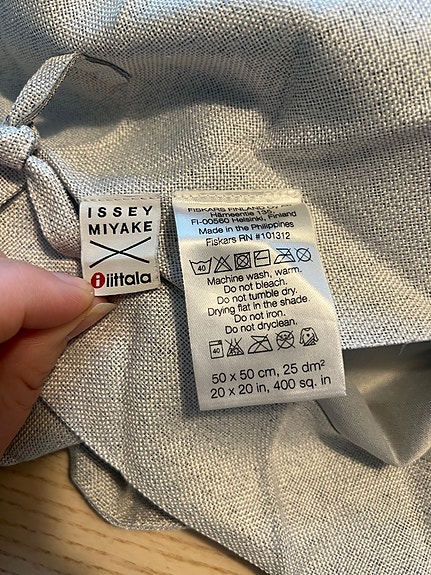 ISSEY
MIYAKE
iittala
FISKARS FINLAND
Hämeentie 135
FI-00560 Helsinki, Finland
Made in the Philippines
Fiskars RN #101312
40
Machine wash, warm.
Do not bleach.
Do not tumble dry.
Drying flat in the shade.
Do not iron.
Do not dryclean.
40
50 x 50 cm, 25 dm²
20 x 20 in, 400 sq. in